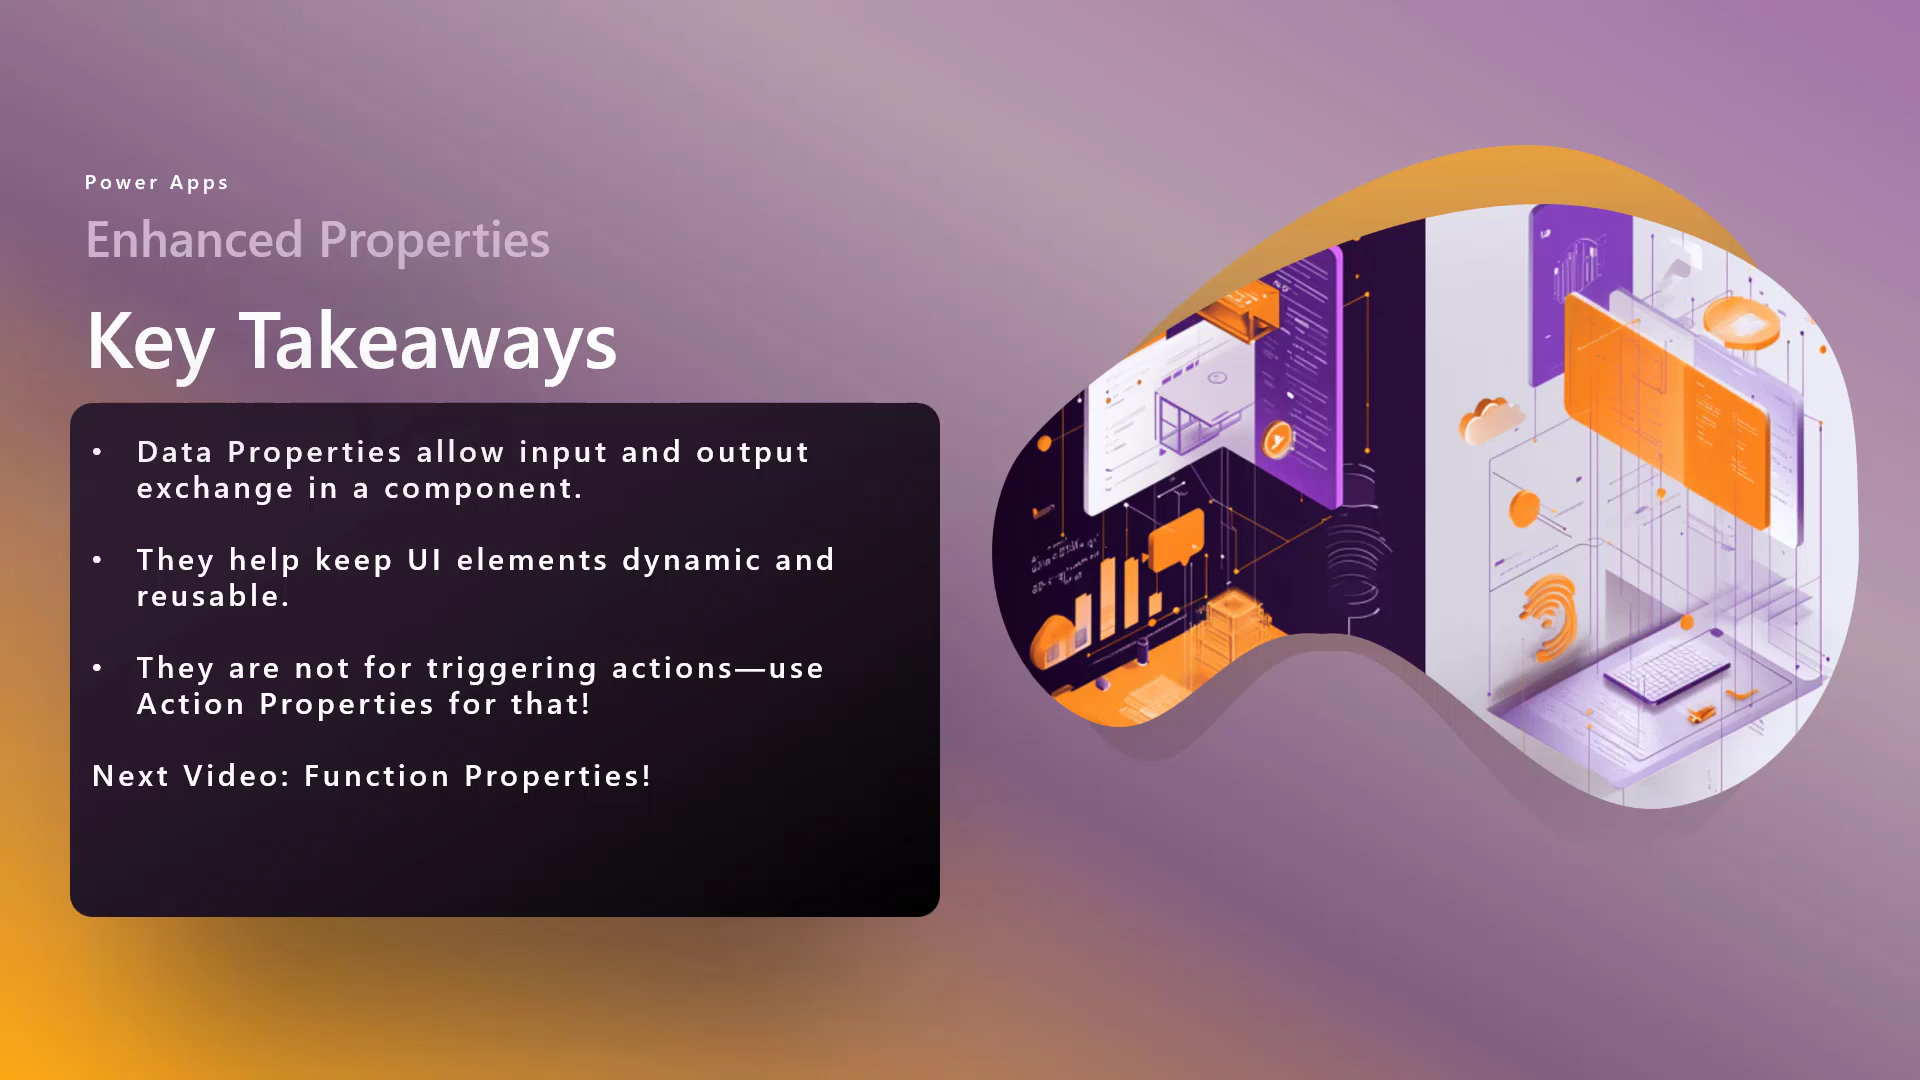 Power Apps
Enhanced Properties
Key Takeaways
• Data Properties allow input and output
exchange in a component.
• They help keep UI elements dynamic and
reusable.
• They are not for triggering actions—use
Action Properties for that!
Next Video: Function Properties!